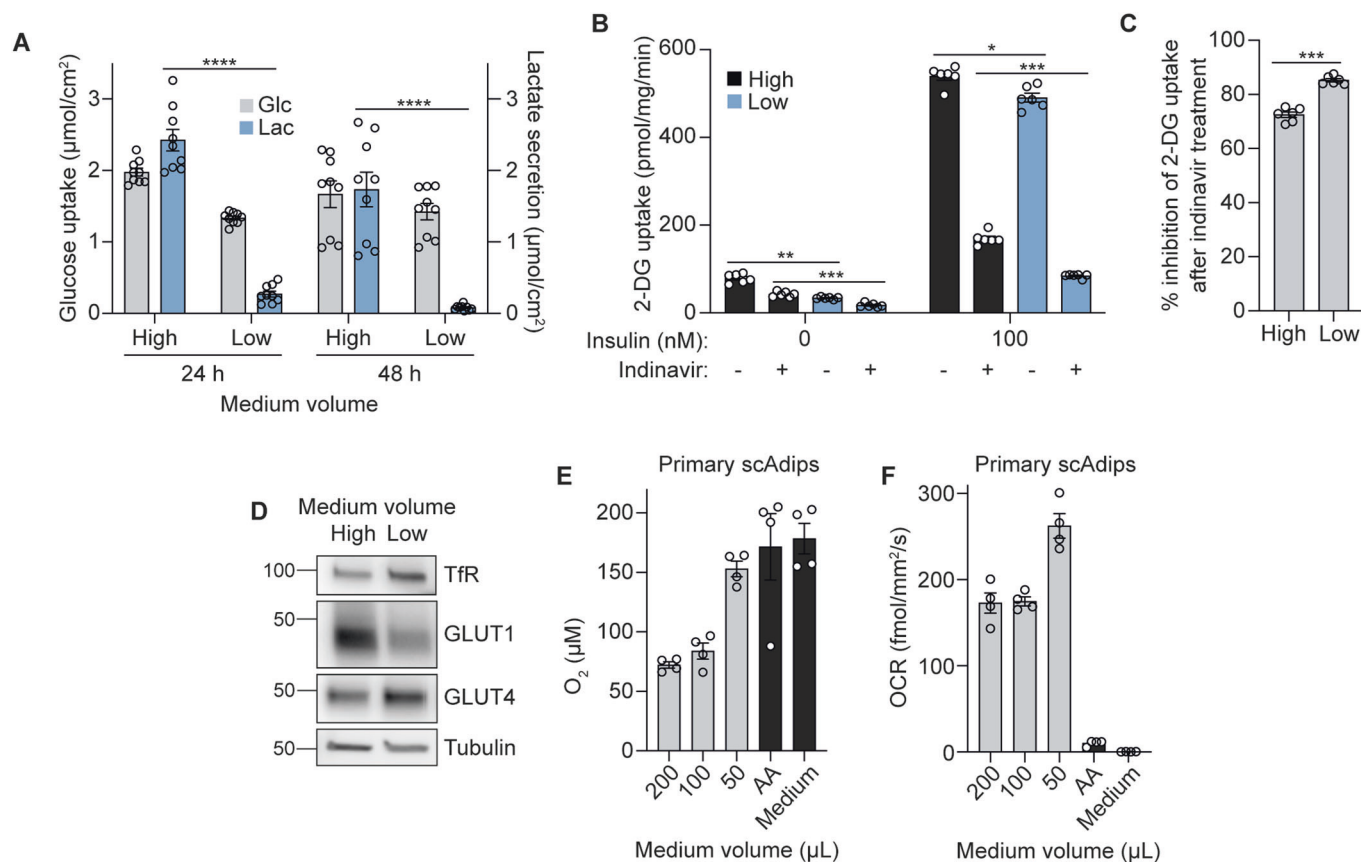 A
Glucose uptake (µmol/cm²)
3
2
1
0
****
****
Glc
Lac
3
2
1
0
Lactate secretion (µmol/cm²)
High Low High Low
24 h 48 h
Medium volume
B
2-DG uptake (pmol/mg/min)
600
400
200
0
High
Low
**
***
*
***
Insulin (nM): 0 100
Indinavir: - + - + - + - +
C
% inhibition of 2-DG uptake
after indinavir treatment
100
80
60
40
20
0
***
High Low
D
Medium volume
High Low
100 TfR
50 GLUT1
50 GLUT4
50 Tubulin
E
Primary scAdips
O₂ (µM)
200
150
100
50
0
200 100 50 AA Medium
Medium volume (µL)
F
Primary scAdips
OCR (fmol/mm²/s)
300
200
100
0
200 100 50 AA Medium
Medium volume (µL)